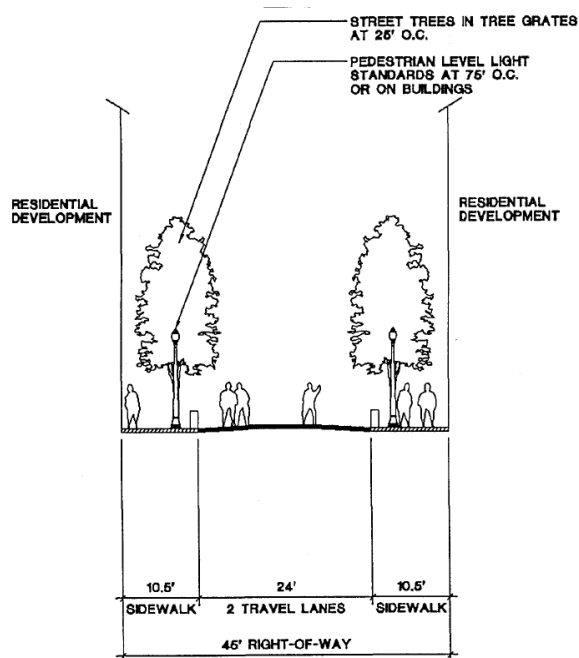 STREET TREES IN TREE GRATES
AT 25' O.C.
PEDESTRIAN LEVEL LIGHT
STANDARDS AT 75' O.C.
OR ON BUILDINGS
RESIDENTIAL
DEVELOPMENT
RESIDENTIAL
DEVELOPMENT
10.5' 24' 10.5'
SIDEWALK 2 TRAVEL LANES SIDEWALK
45' RIGHT-OF-WAY